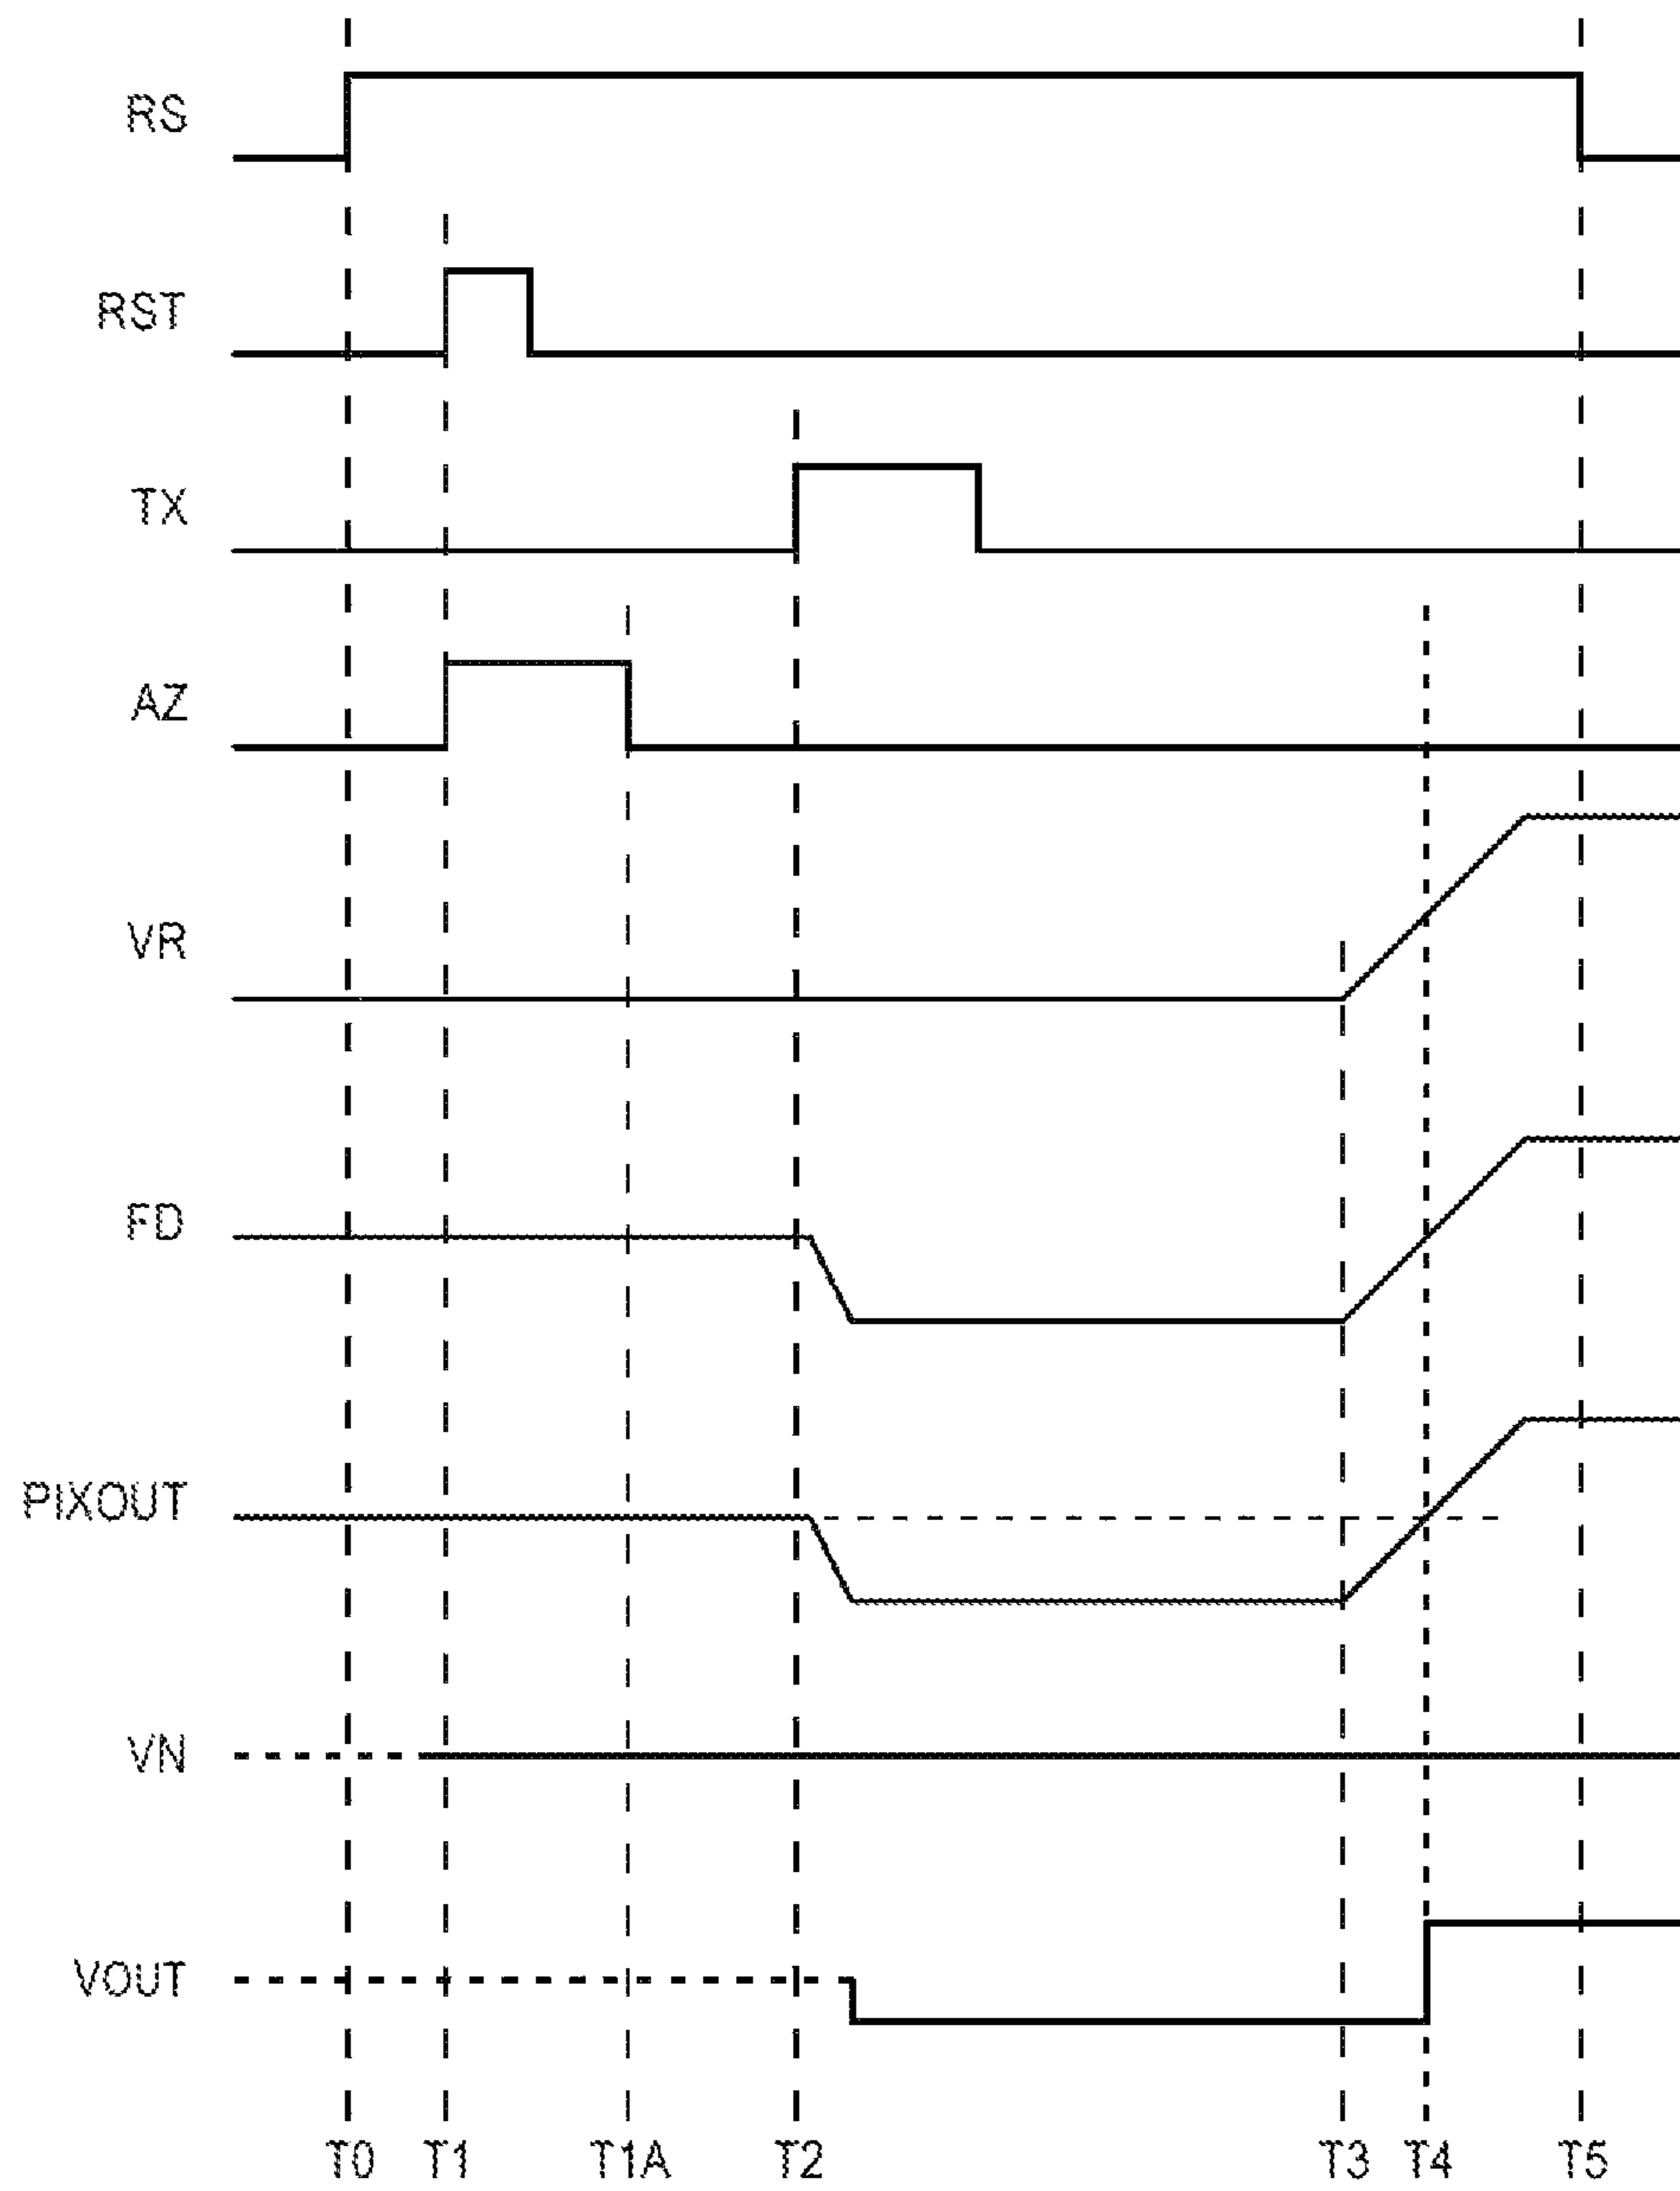 RS
RST
TX
AZ
VR
FD
PIXOUT
VN
VOUT
T0 T1 T1A T2 T3 T4 T5